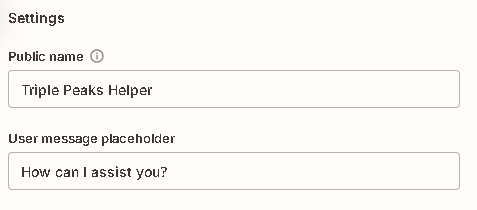 Settings
Public name
Triple Peaks Helper
User message placeholder
How can I assist you?